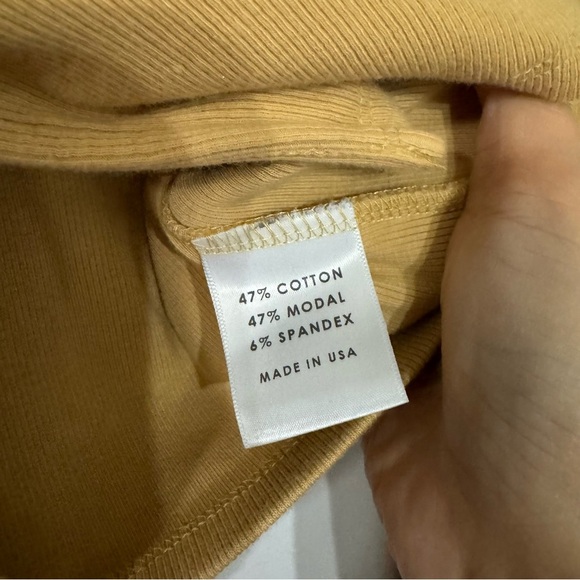 47% COTTON
47% MODAL
6% SPANDEX
MADE IN USA